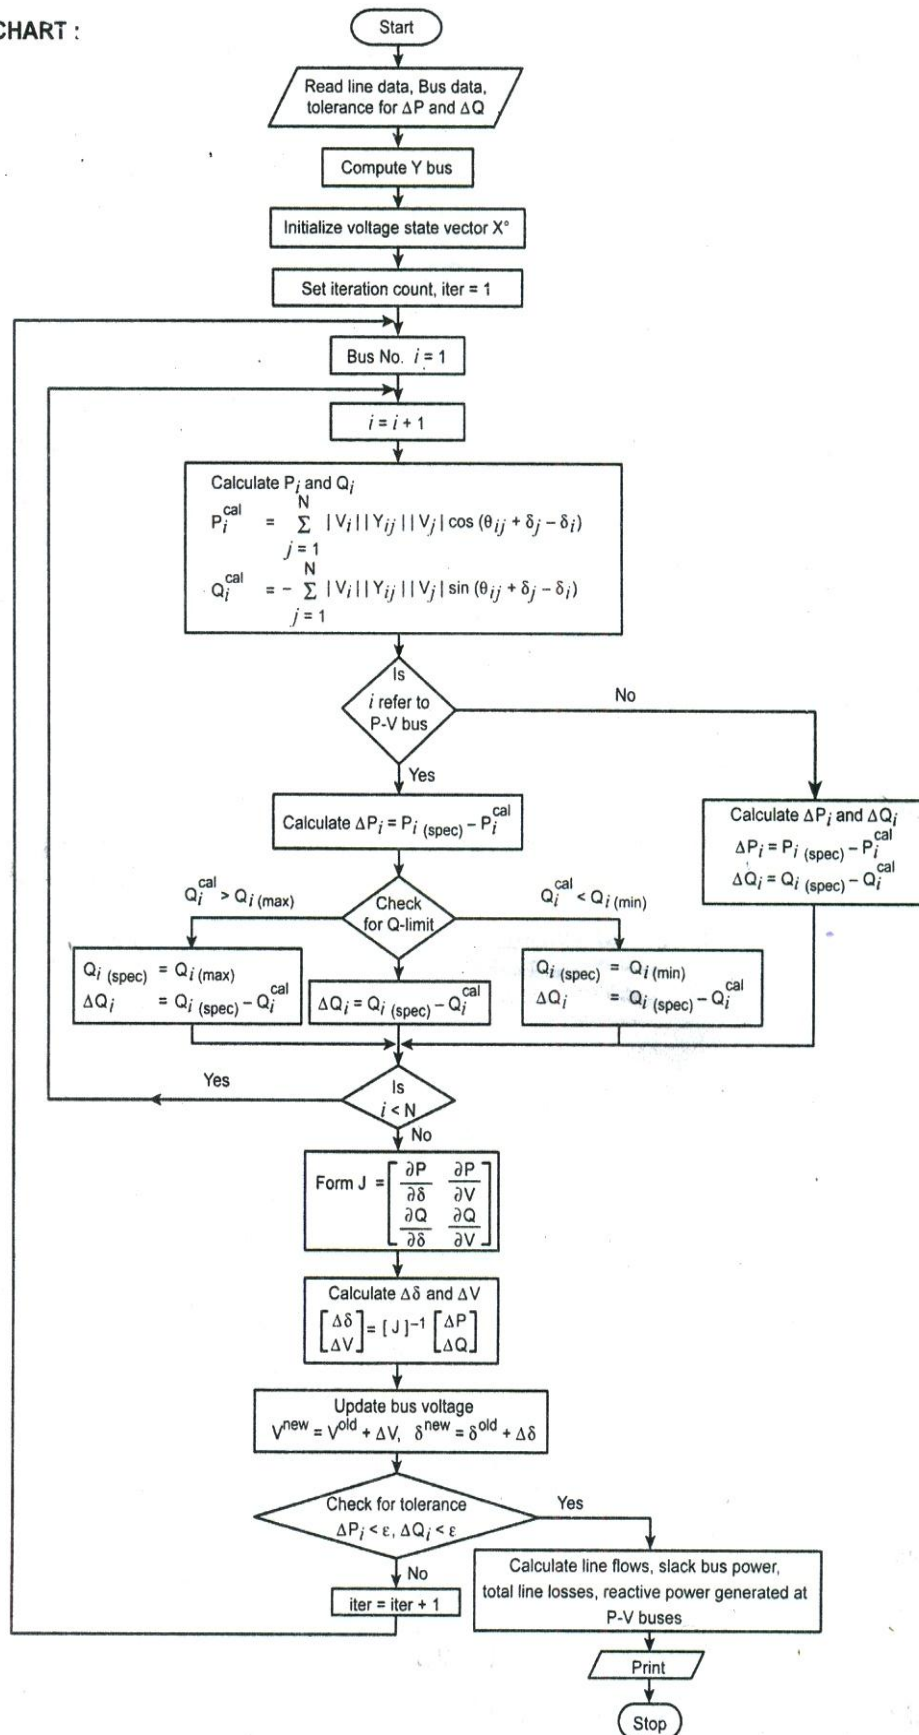 CHART :
Start
Read line data, Bus data,
tolerance for ΔP and ΔQ
Compute Y bus
Initialize voltage state vector X°
Set iteration count, iter = 1
Bus No. i = 1
i = i + 1
Calculate P_i and Q_i
P_i^cal = Σ_{j = 1}^{N} | V_i | | Y_ij | | V_j | cos (θ_ij + δ_j – δ_i)
Q_i^cal = – Σ_{j = 1}^{N} | V_i | | Y_ij | | V_j | sin (θ_ij + δ_j – δ_i)
Is
i refer to
P-V bus
No
Yes
Calculate ΔP_i = P_i (spec) – P_i^cal
Calculate ΔP_i and ΔQ_i
ΔP_i = P_i (spec) – P_i^cal
ΔQ_i = Q_i (spec) – Q_i^cal
Q_i^cal > Q_i (max)
Check
for Q-limit
Q_i^cal < Q_i (min)
Q_i (spec) = Q_i (max)
ΔQ_i = Q_i (spec) – Q_i^cal
ΔQ_i = Q_i (spec) – Q_i^cal
Q_i (spec) = Q_i (min)
ΔQ_i = Q_i (spec) – Q_i^cal
Yes
Is
i < N
No
Form J = [ ∂P/∂δ ∂P/∂V
∂Q/∂δ ∂Q/∂V ]
Calculate Δδ and ΔV
[Δδ ΔV] = [ J ]^–1 [ΔP ΔQ]
Update bus voltage
V^new = V^old + ΔV, δ^new = δ^old + Δδ
Check for tolerance
ΔP_i < ε, ΔQ_i < ε
Yes
No
iter = iter + 1
Calculate line flows, slack bus power,
total line losses, reactive power generated at
P-V buses
Print
Stop